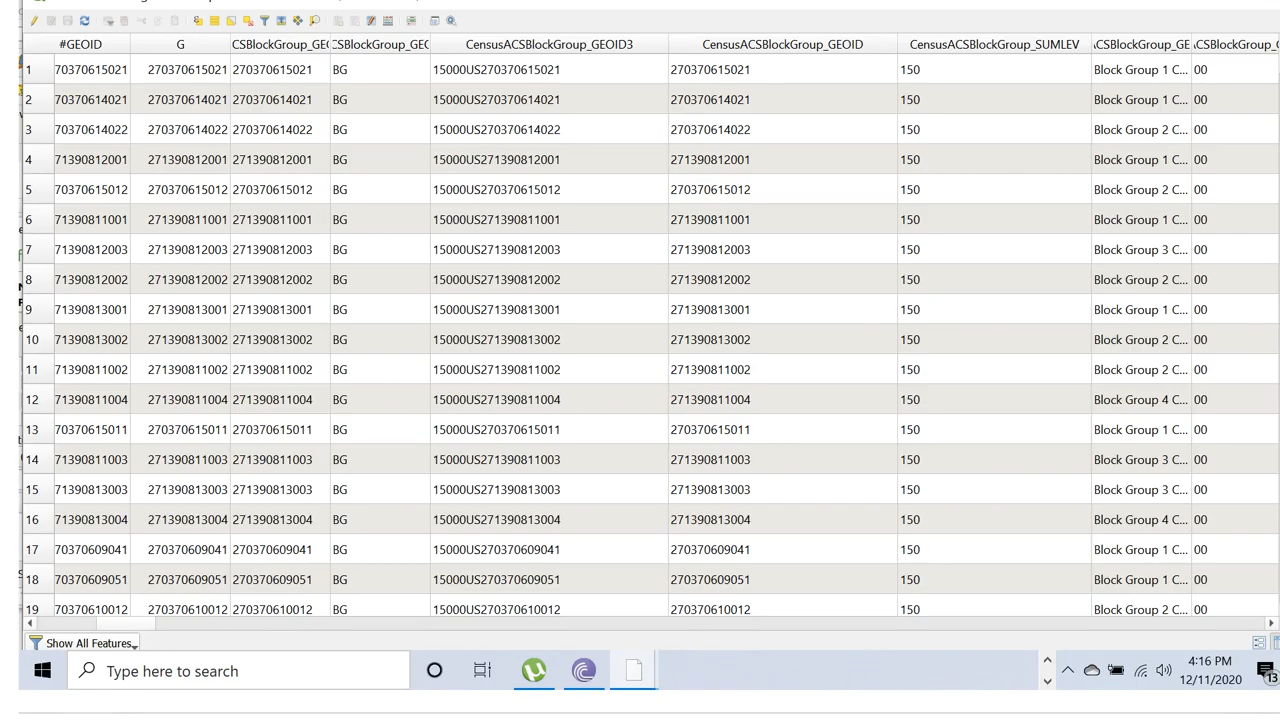 #GEOID G CSBlockGroup_GEO CSBlockGroup_GEO CensusACSBlockGroup_GEOID3 CensusACSBlockGroup_GEOID CensusACSBlockGroup_SUMLEV ACSBlockGroup_GE ACSBlockGroup_
1 70370615021 270370615021 270370615021 BG 15000US270370615021 270370615021 150 Block Group 1 C... 00
2 70370614021 270370614021 270370614021 BG 15000US270370614021 270370614021 150 Block Group 1 C... 00
3 70370614022 270370614022 270370614022 BG 15000US270370614022 270370614022 150 Block Group 2 C... 00
4 71390812001 271390812001 271390812001 BG 15000US271390812001 271390812001 150 Block Group 1 C... 00
5 70370615012 270370615012 270370615012 BG 15000US270370615012 270370615012 150 Block Group 2 C... 00
6 71390811001 271390811001 271390811001 BG 15000US271390811001 271390811001 150 Block Group 1 C... 00
7 71390812003 271390812003 271390812003 BG 15000US271390812003 271390812003 150 Block Group 3 C... 00
8 71390812002 271390812002 271390812002 BG 15000US271390812002 271390812002 150 Block Group 2 C... 00
9 71390813001 271390813001 271390813001 BG 15000US271390813001 271390813001 150 Block Group 1 C... 00
10 71390813002 271390813002 271390813002 BG 15000US271390813002 271390813002 150 Block Group 2 C... 00
11 71390811002 271390811002 271390811002 BG 15000US271390811002 271390811002 150 Block Group 2 C... 00
12 71390811004 271390811004 271390811004 BG 15000US271390811004 271390811004 150 Block Group 4 C... 00
13 70370615011 270370615011 270370615011 BG 15000US270370615011 270370615011 150 Block Group 1 C... 00
14 71390811003 271390811003 271390811003 BG 15000US271390811003 271390811003 150 Block Group 3 C... 00
15 71390813003 271390813003 271390813003 BG 15000US271390813003 271390813003 150 Block Group 3 C... 00
16 71390813004 271390813004 271390813004 BG 15000US271390813004 271390813004 150 Block Group 4 C... 00
17 70370609041 270370609041 270370609041 BG 15000US270370609041 270370609041 150 Block Group 1 C... 00
18 70370609051 270370609051 270370609051 BG 15000US270370609051 270370609051 150 Block Group 1 C... 00
19 70370610012 270370610012 270370610012 BG 15000US270370610012 270370610012 150 Block Group 2 C... 00
Show All Features
Type here to search
4:16 PM
12/11/2020
13